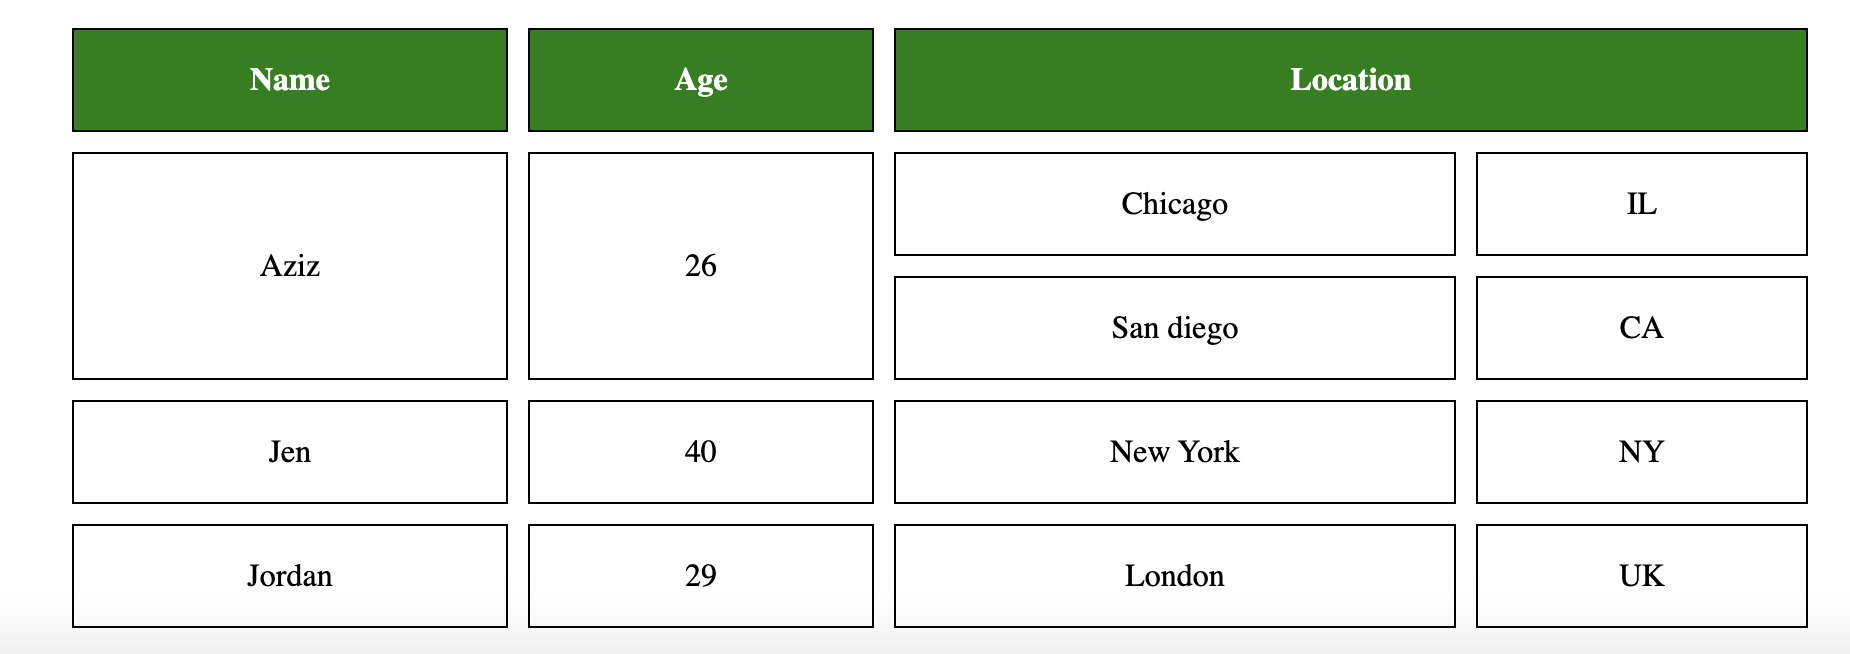 Name Age Location
Aziz 26 Chicago IL
San diego CA
Jen 40 New York NY
Jordan 29 London UK